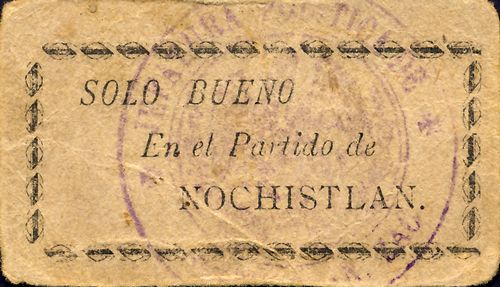 SOLO BUENO
En el Partido de
NOCHISTLAN.